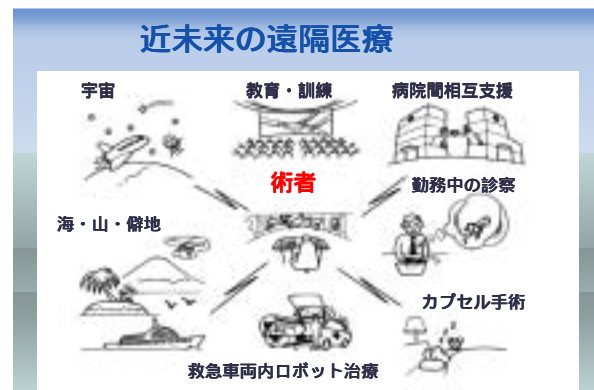 近未来の遠隔医療
宇宙
教育・訓練
病院間相互支援
術者
勤務中の診察
海・山・僻地
カプセル手術
救急車両内ロボット治療